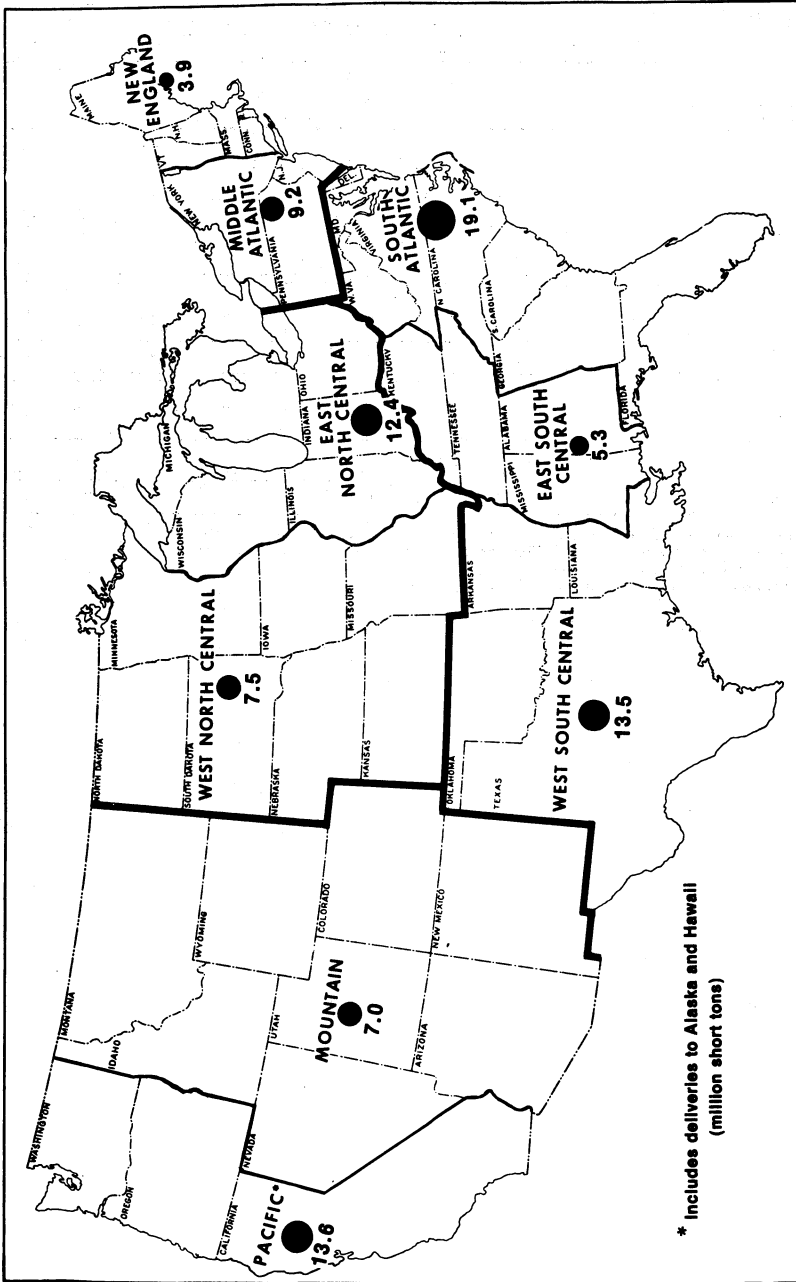 WASHINGTON
MONTANA
NORTH DAKOTA
MINNESOTA
MAINE
OREGON
IDAHO
SOUTH DAKOTA
WISCONSIN
MICHIGAN
NEW YORK
VT
N.H.
NEW
ENGLAND
3.9
MASS.
CONN.
R.I.
WYOMING
WEST NORTH CENTRAL
7.5
MIDDLE
ATLANTIC
9.2
CALIFORNIA
NEVADA
UTAH
NEBRASKA
IOWA
ILLINOIS
INDIANA
OHIO
PENNSYLVANIA
N.J.
PACIFIC*
13.6
MOUNTAIN
7.0
COLORADO
KANSAS
MISSOURI
EAST
NORTH CENTRAL
12.4
KENTUCKY
W.VA.
MD.
DEL.
VIRGINIA
SOUTH
ATLANTIC
19.1
ARIZONA
NEW MEXICO
OKLAHOMA
TEXAS
ARKANSAS
TENNESSEE
N CAROLINA
S. CAROLINA
WEST SOUTH CENTRAL
13.5
LOUISIANA
MISSISSIPPI
ALABAMA
GEORGIA
EAST SOUTH
CENTRAL
5.3
FLORIDA
* Includes deliveries to Alaska and Hawaii
(million short tons)